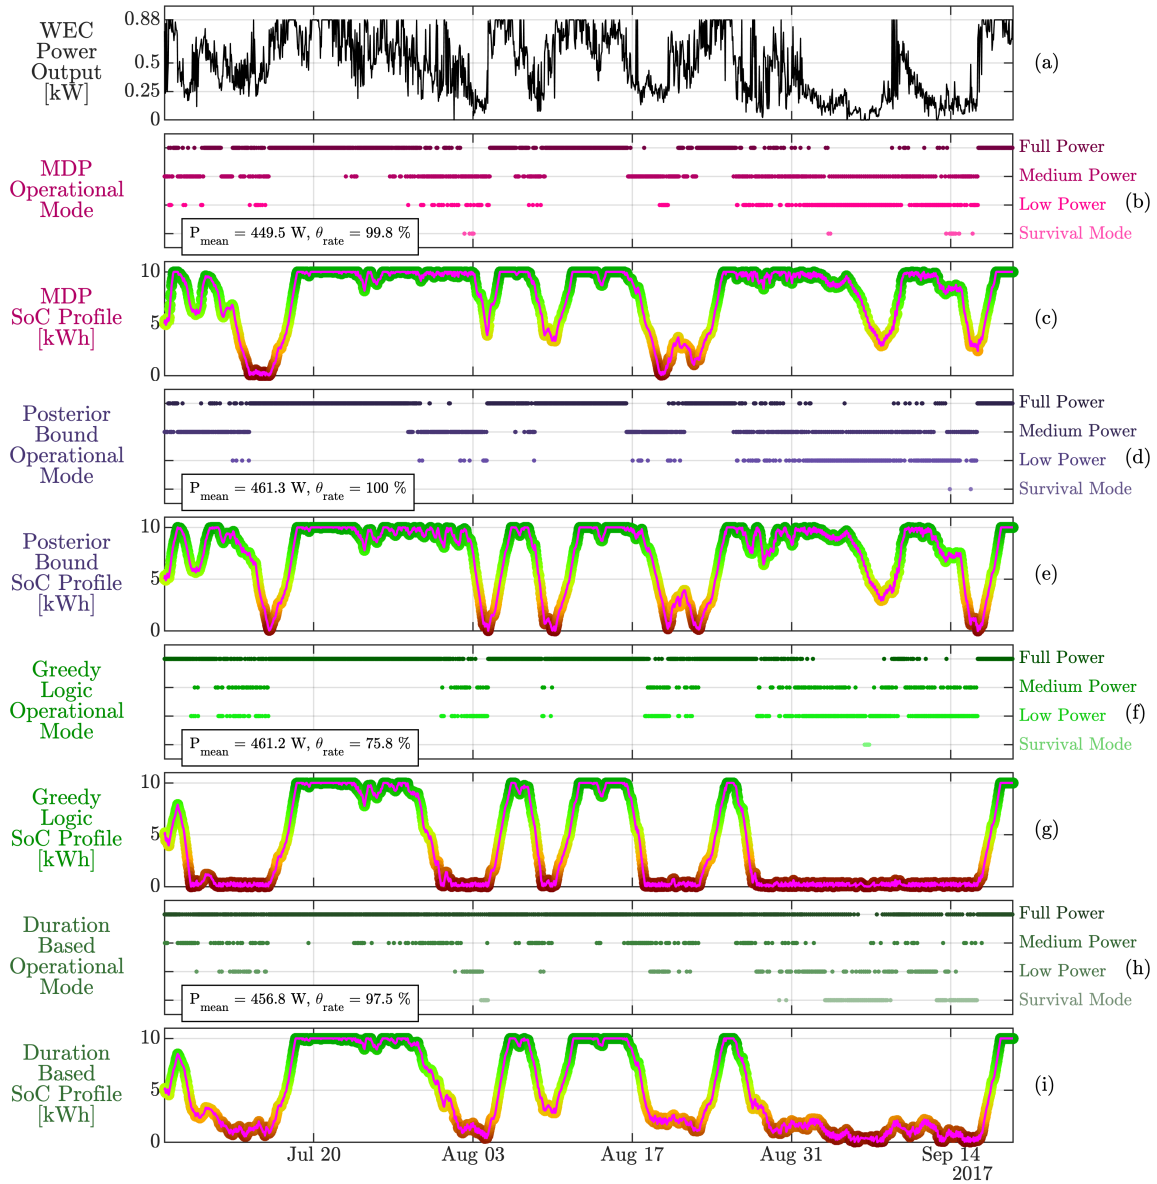 WEC
Power
Output
[kW]
0.88
0.5
0.25
0
(a)
MDP
Operational
Mode
Full Power
Medium Power
Low Power
Survival Mode
(b)
P_mean = 449.5 W, θ_rate = 99.8 %
MDP
SoC Profile
[kWh]
10
5
0
(c)
Posterior
Bound
Operational
Mode
Full Power
Medium Power
Low Power
Survival Mode
(d)
P_mean = 461.3 W, θ_rate = 100 %
Posterior
Bound
SoC Profile
[kWh]
10
5
0
(e)
Greedy
Logic
Operational
Mode
Full Power
Medium Power
Low Power
Survival Mode
(f)
P_mean = 461.2 W, θ_rate = 75.8 %
Greedy
Logic
SoC Profile
[kWh]
10
5
0
(g)
Duration
Based
Operational
Mode
Full Power
Medium Power
Low Power
Survival Mode
(h)
P_mean = 456.8 W, θ_rate = 97.5 %
Duration
Based
SoC Profile
[kWh]
10
5
0
(i)
Jul 20
Aug 03
Aug 17
Aug 31
Sep 14
2017